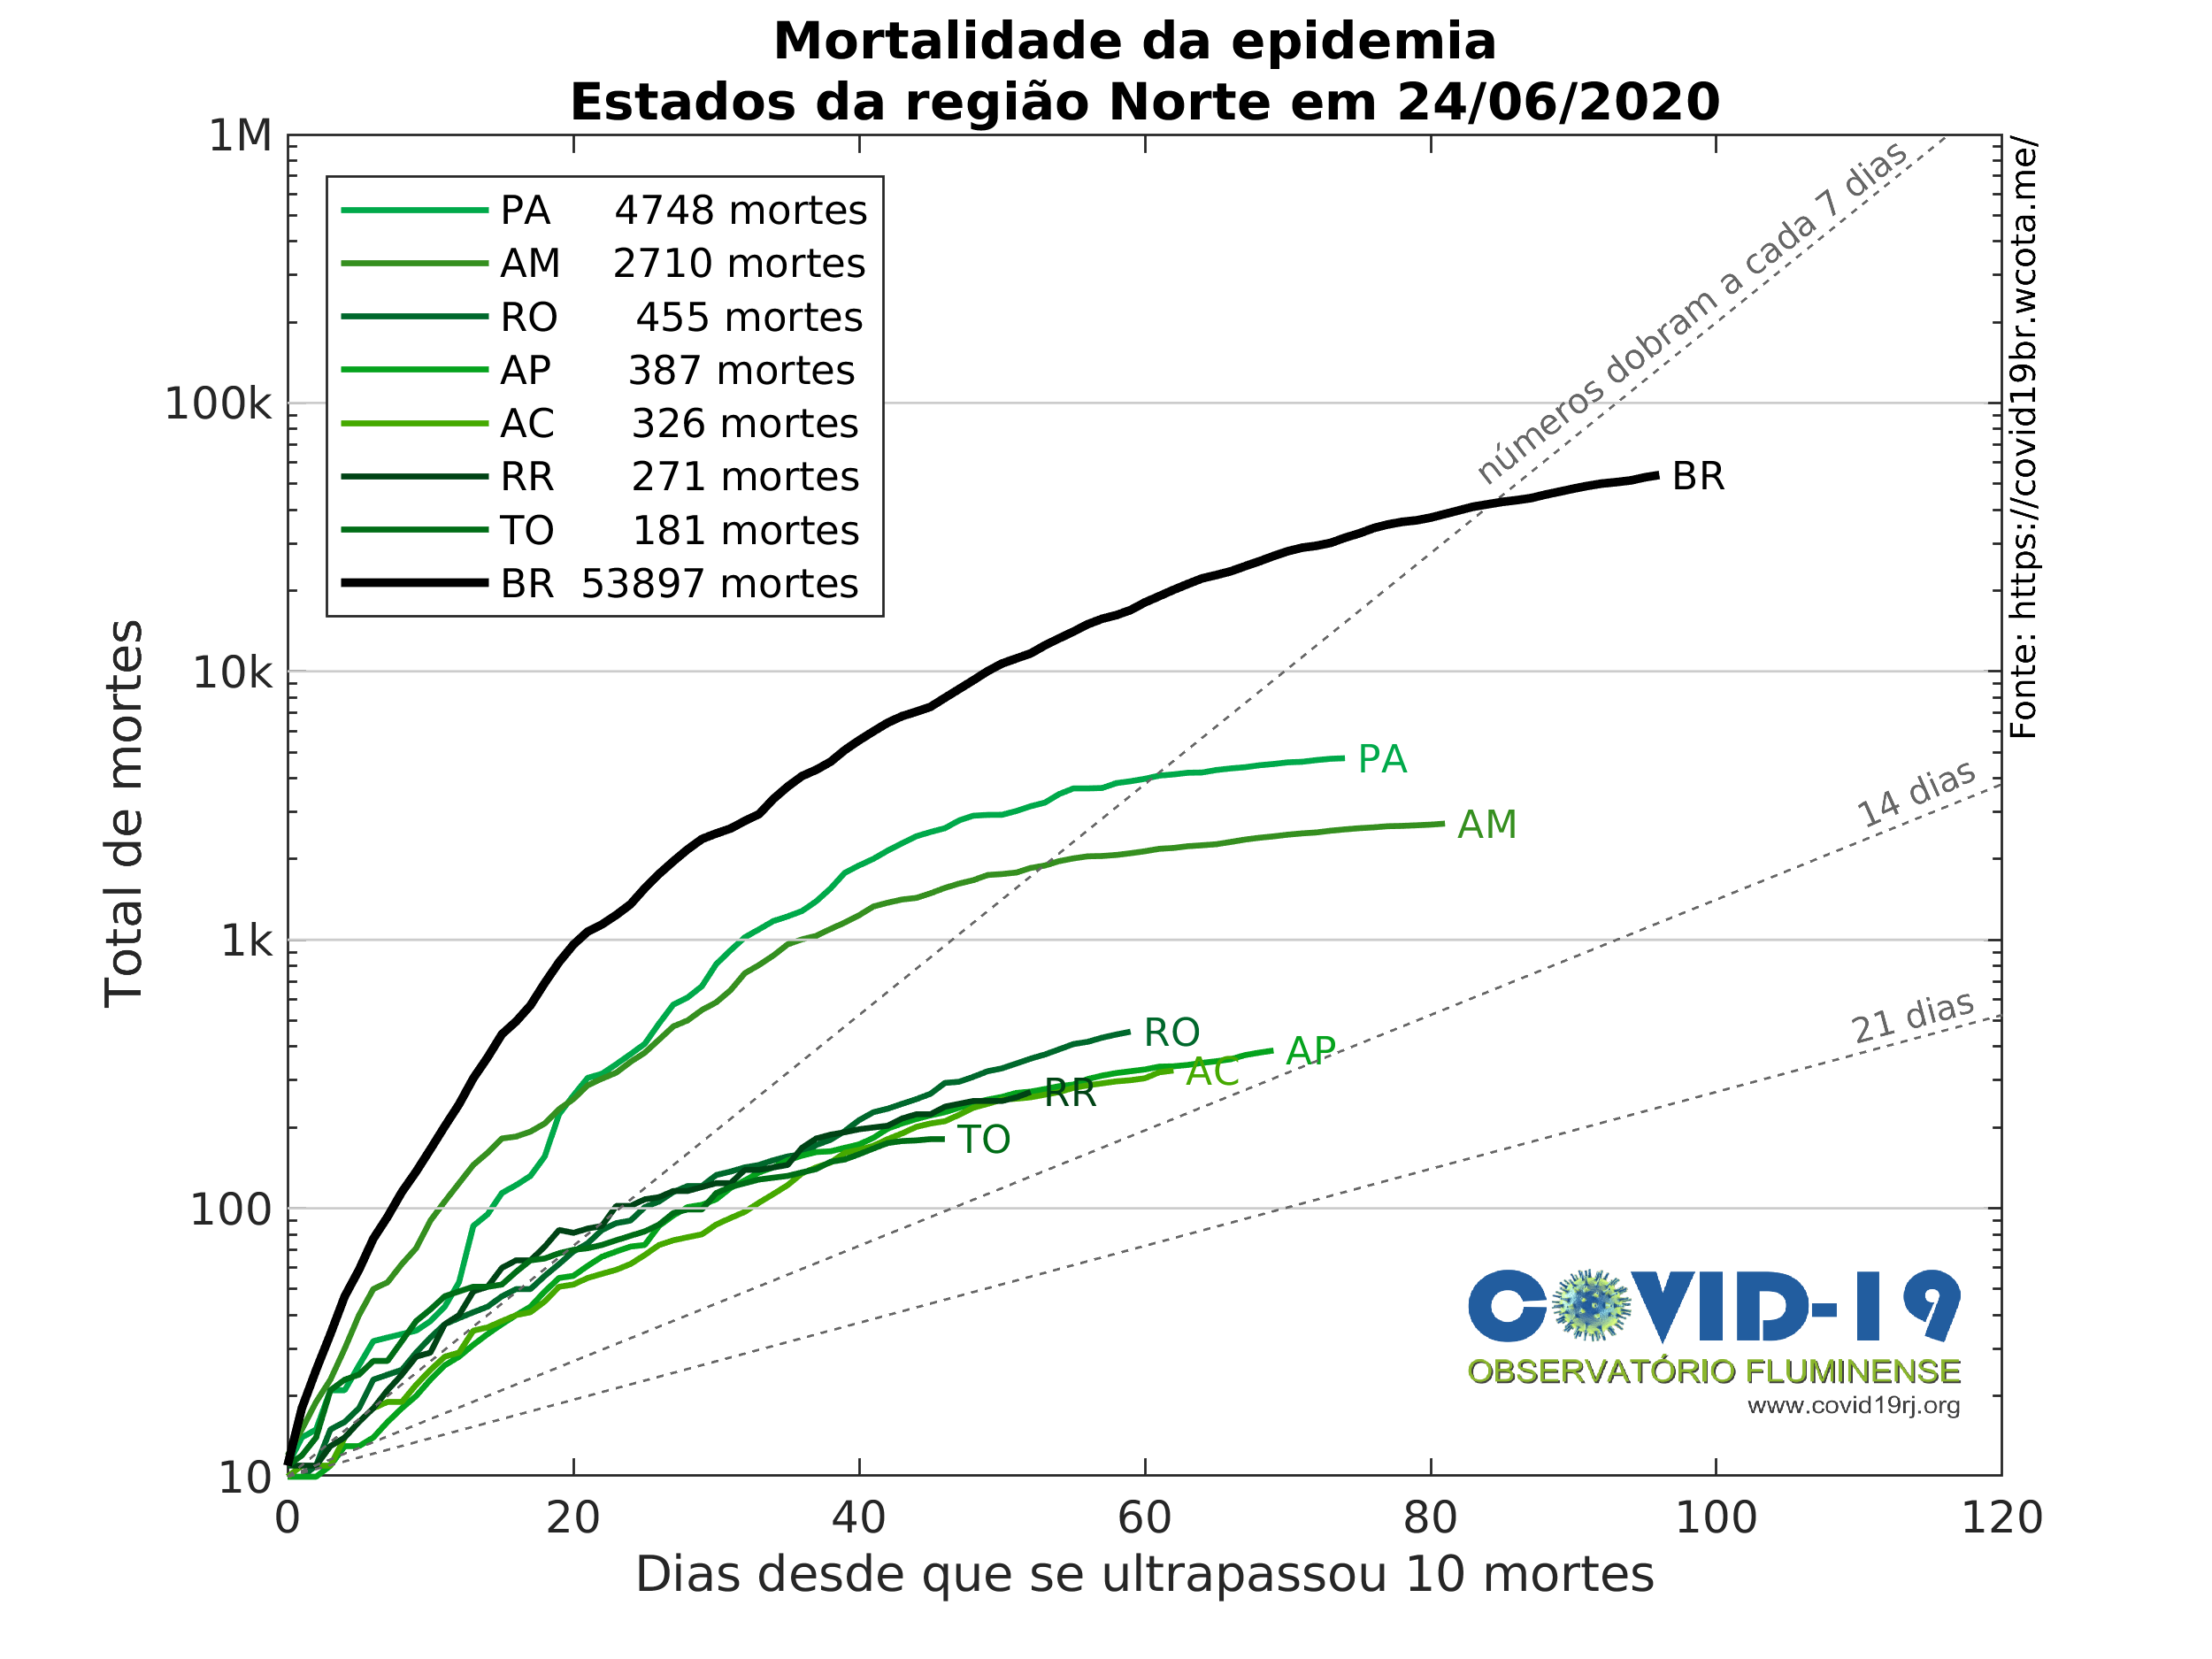 Mortalidade da epidemia
Estados da região Norte em 24/06/2020
1M
100k
10k
1k
100
10
Total de mortes
PA 4748 mortes
AM 2710 mortes
RO 455 mortes
AP 387 mortes
AC 326 mortes
RR 271 mortes
TO 181 mortes
BR 53897 mortes
números dobram a cada 7 dias
14 dias
21 dias
BR
PA
AM
RO
AP
AC
RR
TO
Fonte: https://covid19br.wcota.me/
COVID-19
OBSERVATÓRIO FLUMINENSE
www.covid19rj.org
0 20 40 60 80 100 120
Dias desde que se ultrapassou 10 mortes